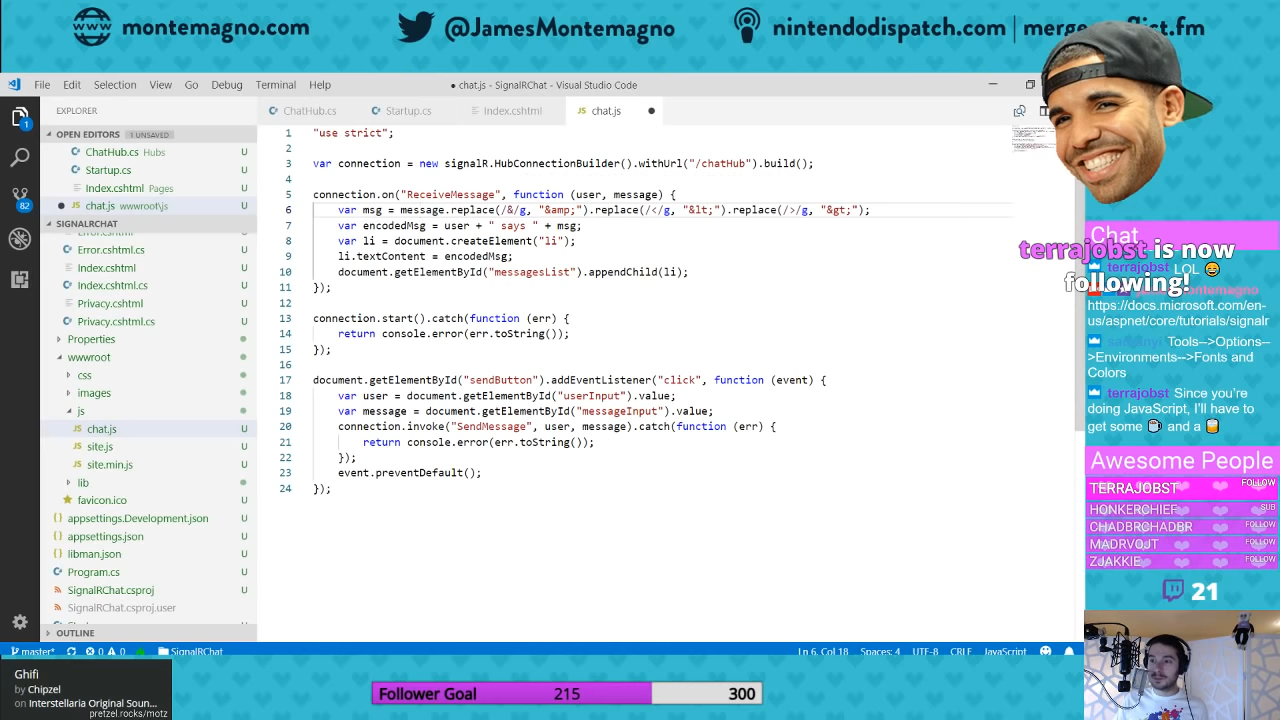 montemagno.com
@JamesMontemagno
nintendodispatch.com |
File Edit Selection View Go Debug Terminal Help
● chat.js - SignalRChat - Visual Studio Code
EXPLORER
ChatHub.cs
Startup.cs
Index.cshtml
JS chat.js ●
OPEN EDITORS 1 UNSAVED
ChatHub.cs Hubs U
Startup.cs U
Index.cshtml Pages U
● chat.js wwwroot\js U
SIGNALRCHAT
Error.cshtml.cs U
Index.cshtml U
Index.cshtml.cs U
Privacy.cshtml U
Privacy.cshtml.cs U
Properties
wwwroot
css
images
js
chat.js U
site.js U
site.min.js U
lib
favicon.ico U
appsettings.Development.json U
appsettings.json U
libman.json U
Program.cs U
SignalRChat.csproj U
SignalRChat.csproj.user
OUTLINE
1
82
1 "use strict";
2
3 var connection = new signalR.HubConnectionBuilder().withUrl("/chatHub").build();
4
5 connection.on("ReceiveMessage", function (user, message) {
6 var msg = message.replace(/&/g, "&amp;").replace(/</g, "&lt;").replace(/>/g, "&gt;");
7 var encodedMsg = user + " says " + msg;
8 var li = document.createElement("li");
9 li.textContent = encodedMsg;
10 document.getElementById("messagesList").appendChild(li);
11 });
12
13 connection.start().catch(function (err) {
14 return console.error(err.toString());
15 });
16
17 document.getElementById("sendButton").addEventListener("click", function (event) {
18 var user = document.getElementById("userInput").value;
19 var message = document.getElementById("messageInput").value;
20 connection.invoke("SendMessage", user, message).catch(function (err) {
21 return console.error(err.toString());
22 });
23 event.preventDefault();
24 });
master* 0 0 SignalRChat
Ln 6, Col 18 Spaces: 4 UTF-8 CRLF JavaScript
Chat
terrajobst is now
following!
terrajobst LOL 😄
https://docs.microsoft.com/en-
us/aspnet/core/tutorials/signalr
Tools-->Options--
>Environments-->Fonts and
Colors
terrajobst Since you're
doing JavaScript, I'll have to
get some ☕ and a 🥃
Awesome People
TERRAJOBST FOLLOW
HONKERCHIEF SUB
CHADBRCHADBR FOLLOW
MADRVOJT FOLLOW
ZJAKKIE FOLLOW
21
Ghifi
by Chipzel
on Interstellaria Original Soun...
pretzel.rocks/motz
Follower Goal 215 300